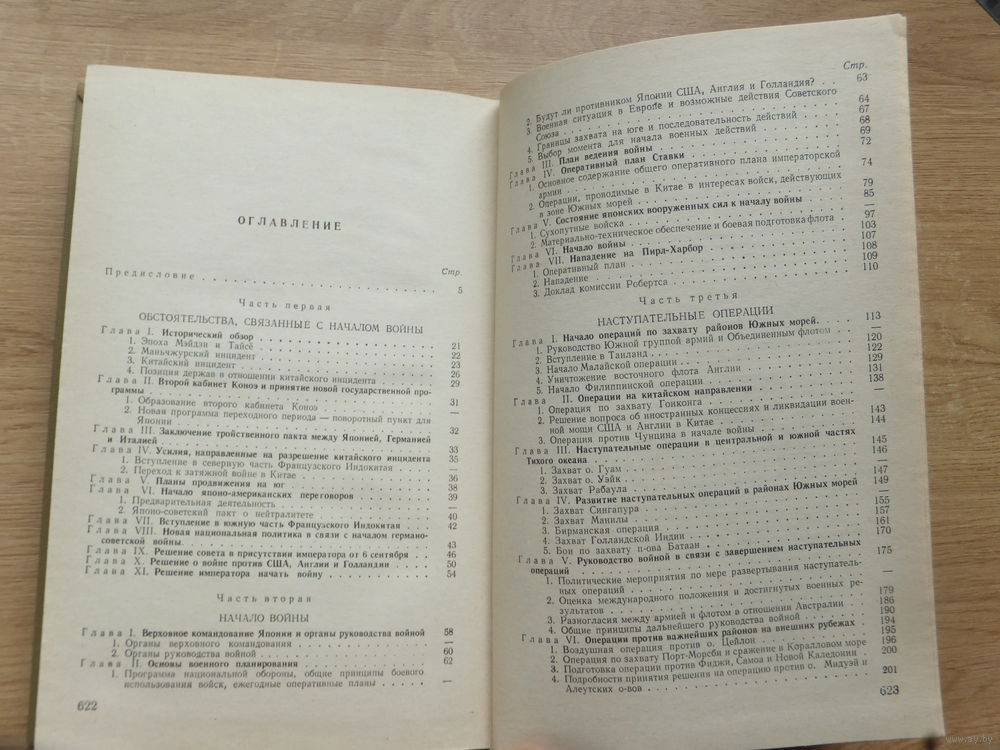 ОГЛАВЛЕНИЕ
Стр.
Предисловие . . . 5
Часть первая
ОБСТОЯТЕЛЬСТВА, СВЯЗАННЫЕ С НАЧАЛОМ ВОЙНЫ
Глава I. Исторический обзор . . . 21
1. Эпоха Мэйдзи и Тайсё . . . 22
2. Маньчжурский инцидент . . . 23
3. Китайский инцидент . . . 26
4. Позиция держав в отношении китайского инцидента . . . 29
Глава II. Второй кабинет Коноэ и принятие новой государственной про-
граммы . . . 31
1. Образование второго кабинета Коноэ . . . —
2. Новая программа переходного периода — поворотный пункт для
Японии . . . 32
Глава III. Заключение тройственного пакта между Японией, Германией
и Италией . . . 33
Глава IV. Усилия, направленные на разрешение китайского инцидента 35
1. Вступление в северную часть Французского Индокитая . . . —
2. Переход к затяжной войне в Китае . . . 36
Глава V. Планы продвижения на юг . . . 38
Глава VI. Начало японо-американских переговоров . . . 39
1. Предварительная деятельность . . . —
2. Японо-советский пакт о нейтралитете . . . 40
Глава VII. Вступление в южную часть Французского Индокитая . . . 42
Глава VIII. Новая национальная политика в связи с началом германо-
советской войны . . . 43
Глава IX. Решение совета в присутствии императора от 6 сентября . . . 46
Глава X. Решение о войне против США, Англии и Голландии . . . 50
Глава XI. Решение императора начать войну . . . 54
Часть вторая
НАЧАЛО ВОЙНЫ
Глава I. Верховное командование Японии и органы руководства войной 58
1. Органы верховного командования . . . —
2. Органы руководства войной . . . 60
Глава II. Основы военного планирования . . . 62
1. Программа национальной обороны, общие принципы боевого
использования войск, ежегодные оперативные планы . . . —
622
Стр.
2. Будут ли противником Японии США, Англия и Голландия? . . . 63
3. Военная ситуация в Европе и возможные действия Советского
Союза . . . 64
4. Границы захвата на юге и последовательность действий . . . 67
5. Выбор момента для начала военных действий . . . 68
Глава III. План ведения войны . . . 69
Глава IV. Оперативный план Ставки . . . 72
1. Основное содержание общего оперативного плана императорской
армии . . . 74
2. Операции, проводимые в Китае в интересах войск, действующих
в зоне Южных морей . . . 79
Глава V. Состояние японских вооруженных сил к началу войны . . . 85
1. Сухопутные войска . . . —
2. Материально-техническое обеспечение и боевая подготовка флота . 97
Глава VI. Начало войны . . . 103
Глава VII. Нападение на Пирл-Харбор . . . 107
1. Оперативный план . . . 108
2. Нападение . . . 109
3. Доклад комиссии Робертса . . . 110
Часть третья
НАСТУПАТЕЛЬНЫЕ ОПЕРАЦИИ
Глава I. Начало операций по захвату районов Южных морей. . . . 113
1. Руководство Южной группой армий и Объединенным флотом . . . —
2. Вступление в Таиланд . . . 120
3. Начало Малайской операции . . . 122
4. Уничтожение восточного флота Англии . . . 129
5. Начало Филиппинской операции . . . 131
Глава II. Операции на китайском направлении . . . 138
1. Операция по захвату Гонконга . . . —
2. Решение вопроса об иностранных концессиях и ликвидации воен-
ной мощи США и Англии в Китае . . . 143
3. Операция против Чунцина в начале войны . . . 144
Глава III. Наступательные операции в центральной и южной частях
Тихого океана . . . 145
1. Захват о. Гуам . . . —
2. Захват о. Уэйк . . . 147
3. Захват Рабаула . . . —
Глава IV. Развитие наступательных операций в районах Южных морей 149
1. Захват Сингапура . . . —
2. Захват Манилы . . . 155
3. Бирманская операция . . . 157
4. Захват Голландской Индии . . . 161
5. Бои по захвату п-ова Батаан . . . 170
Глава V. Руководство войной в связи с завершением наступательных
операций . . . 175
1. Политические мероприятия по мере развертывания наступатель-
ных операций . . . —
2. Оценка международного положения и достигнутых военных ре-
зультатов . . . 179
3. Разногласия между армией и флотом в отношении Австралии . . . 186
4. Общие принципы дальнейшего руководства войной . . . 190
Глава VI. Операции против важнейших районов на внешних рубежах . 194
1. Воздушная операция против о. Цейлон . . . 195
2. Операция по захвату Порт-Морсби и сражение в Коралловом море 196
3. Подготовка операции против Фиджи, Самоа и Новой Каледонии . 200
4. Подробности принятия решения на операцию против о. Мидуэй и
Алеутских о-вов . . . 201
623
www.ay.by